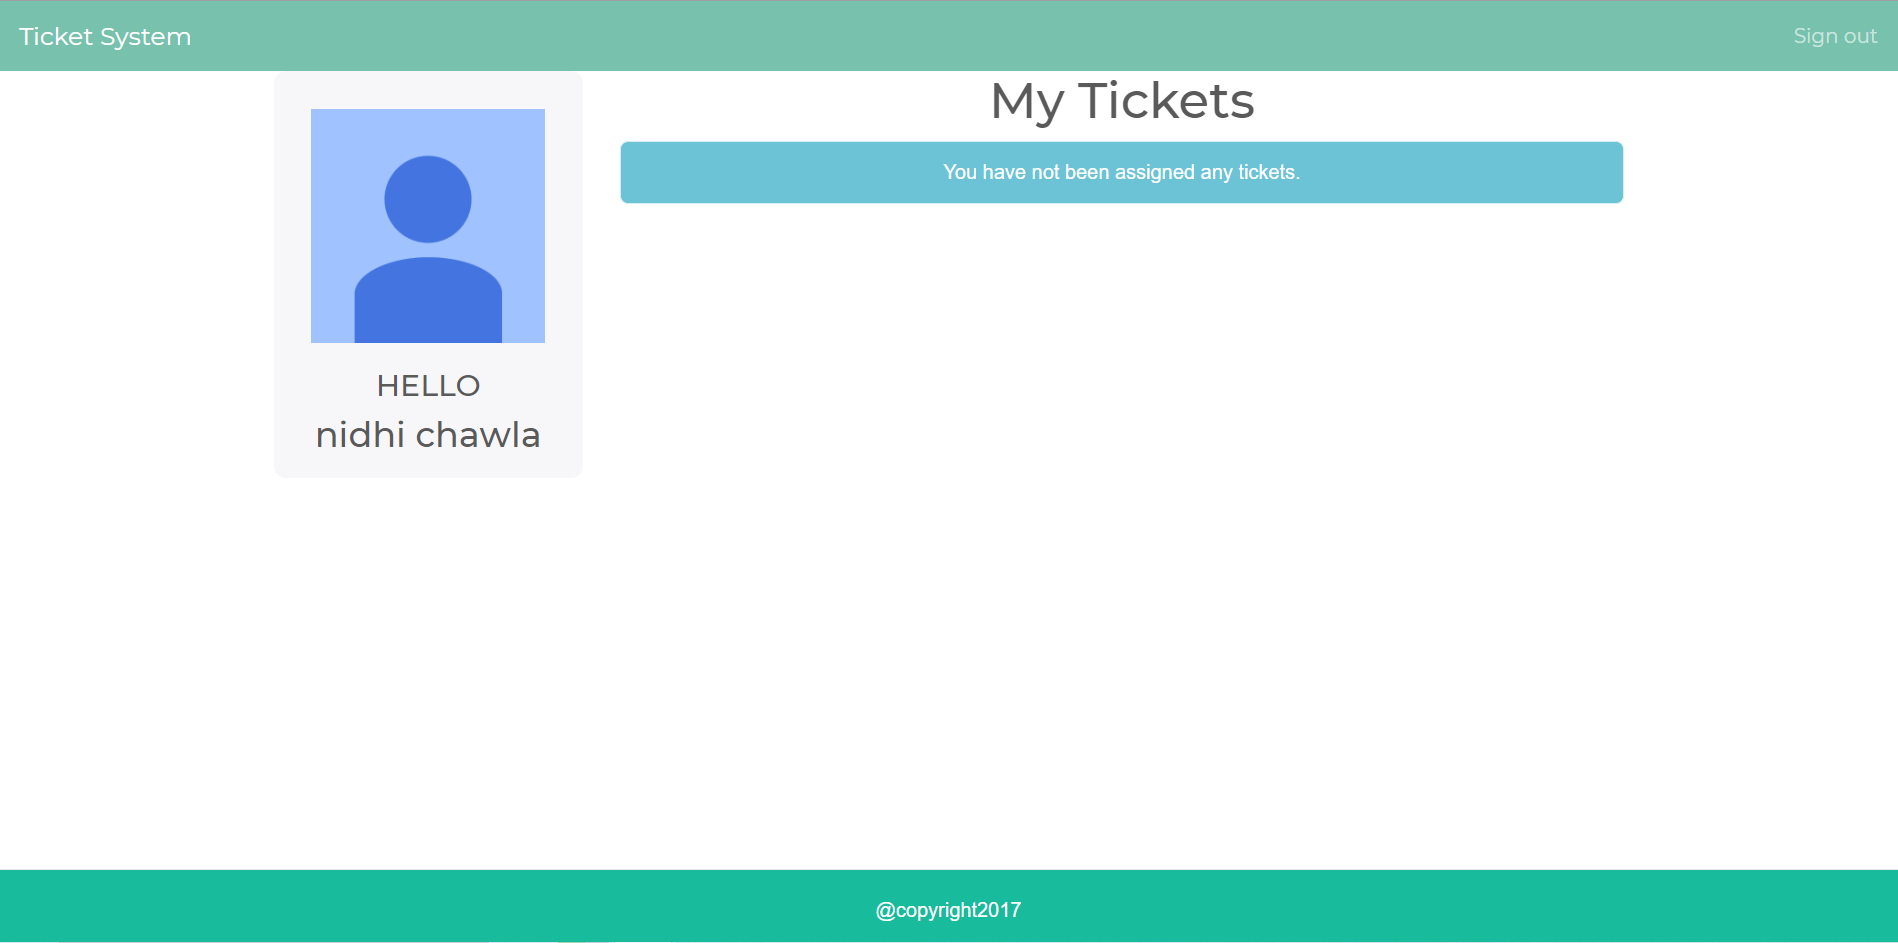 Ticket System
Sign out
My Tickets
You have not been assigned any tickets.
HELLO
nidhi chawla
@copyright2017